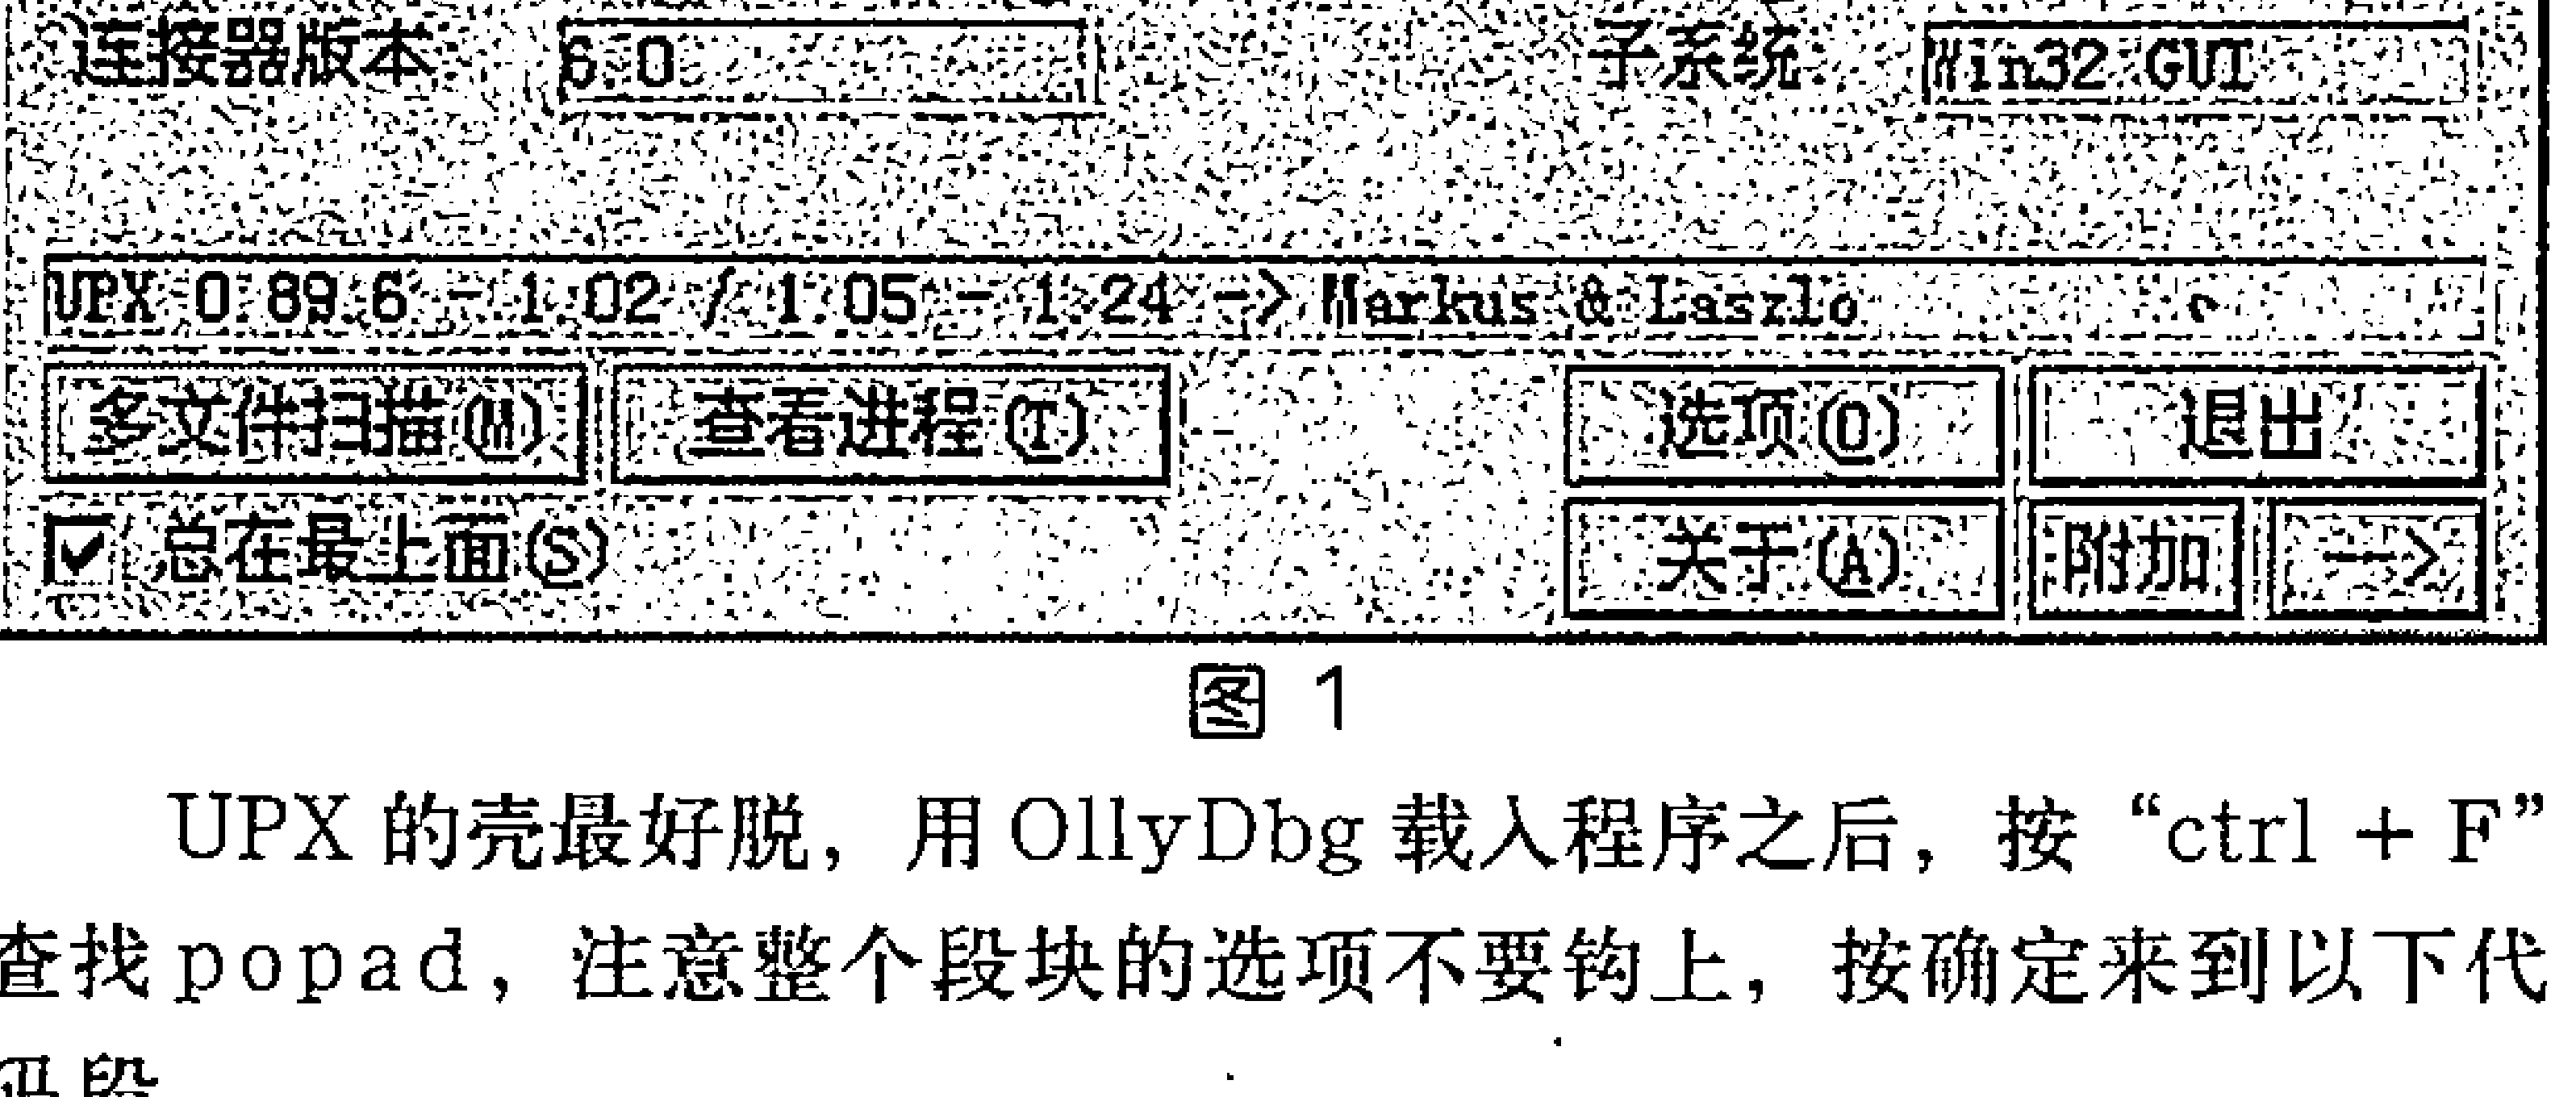 连接器版本 6.0 子系统: Win32 GUI
UPX 0.89.6 - 1.02 / 1.05 - 1.24 -> Markus & Laszlo
多文件扫描(M) 查看进程(T) 选项(O) 退出
总在最上面(S) 关于(A) 附加 ->
图 1
UPX 的壳最好脱，用 OllyDbg 载入程序之后，按 “ctrl + F”
查找 popad，注意整个段块的选项不要钩上，按确定来到以下代
码段